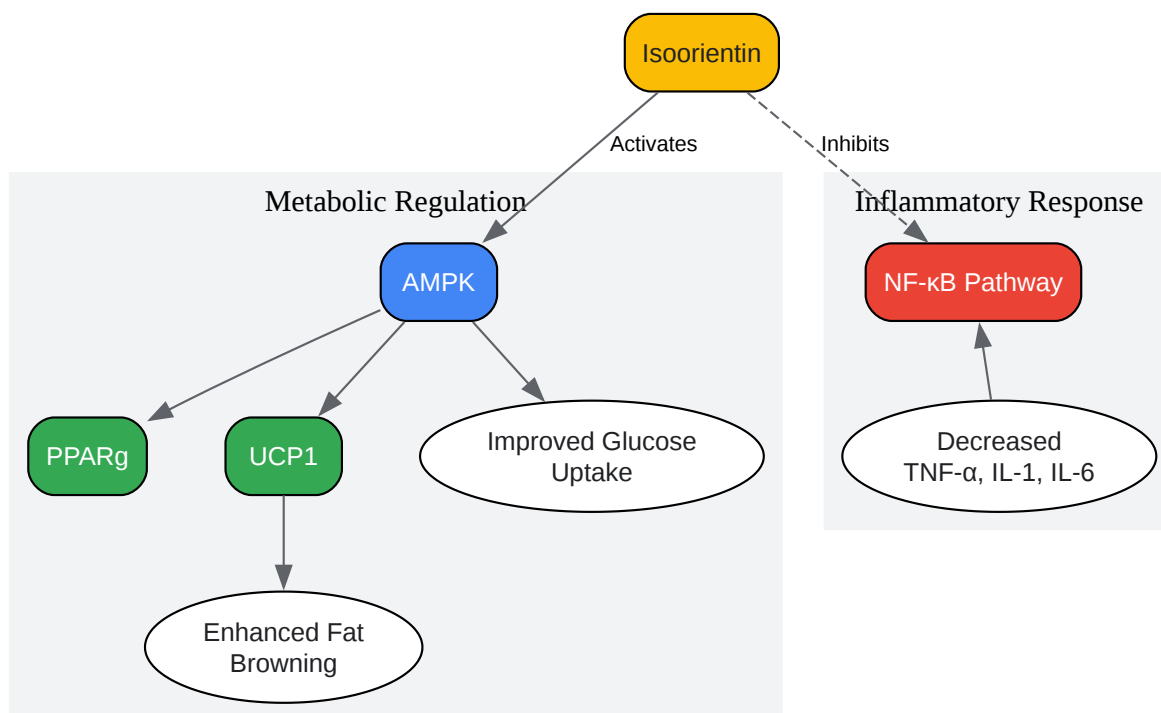 Isoorientin
Activates
Inhibits
Metabolic Regulation
Inflammatory Response
AMPK
NF-κB Pathway
PPARg
UCP1
Improved Glucose
Uptake
Decreased
TNF-α, IL-1, IL-6
Enhanced Fat
Browning